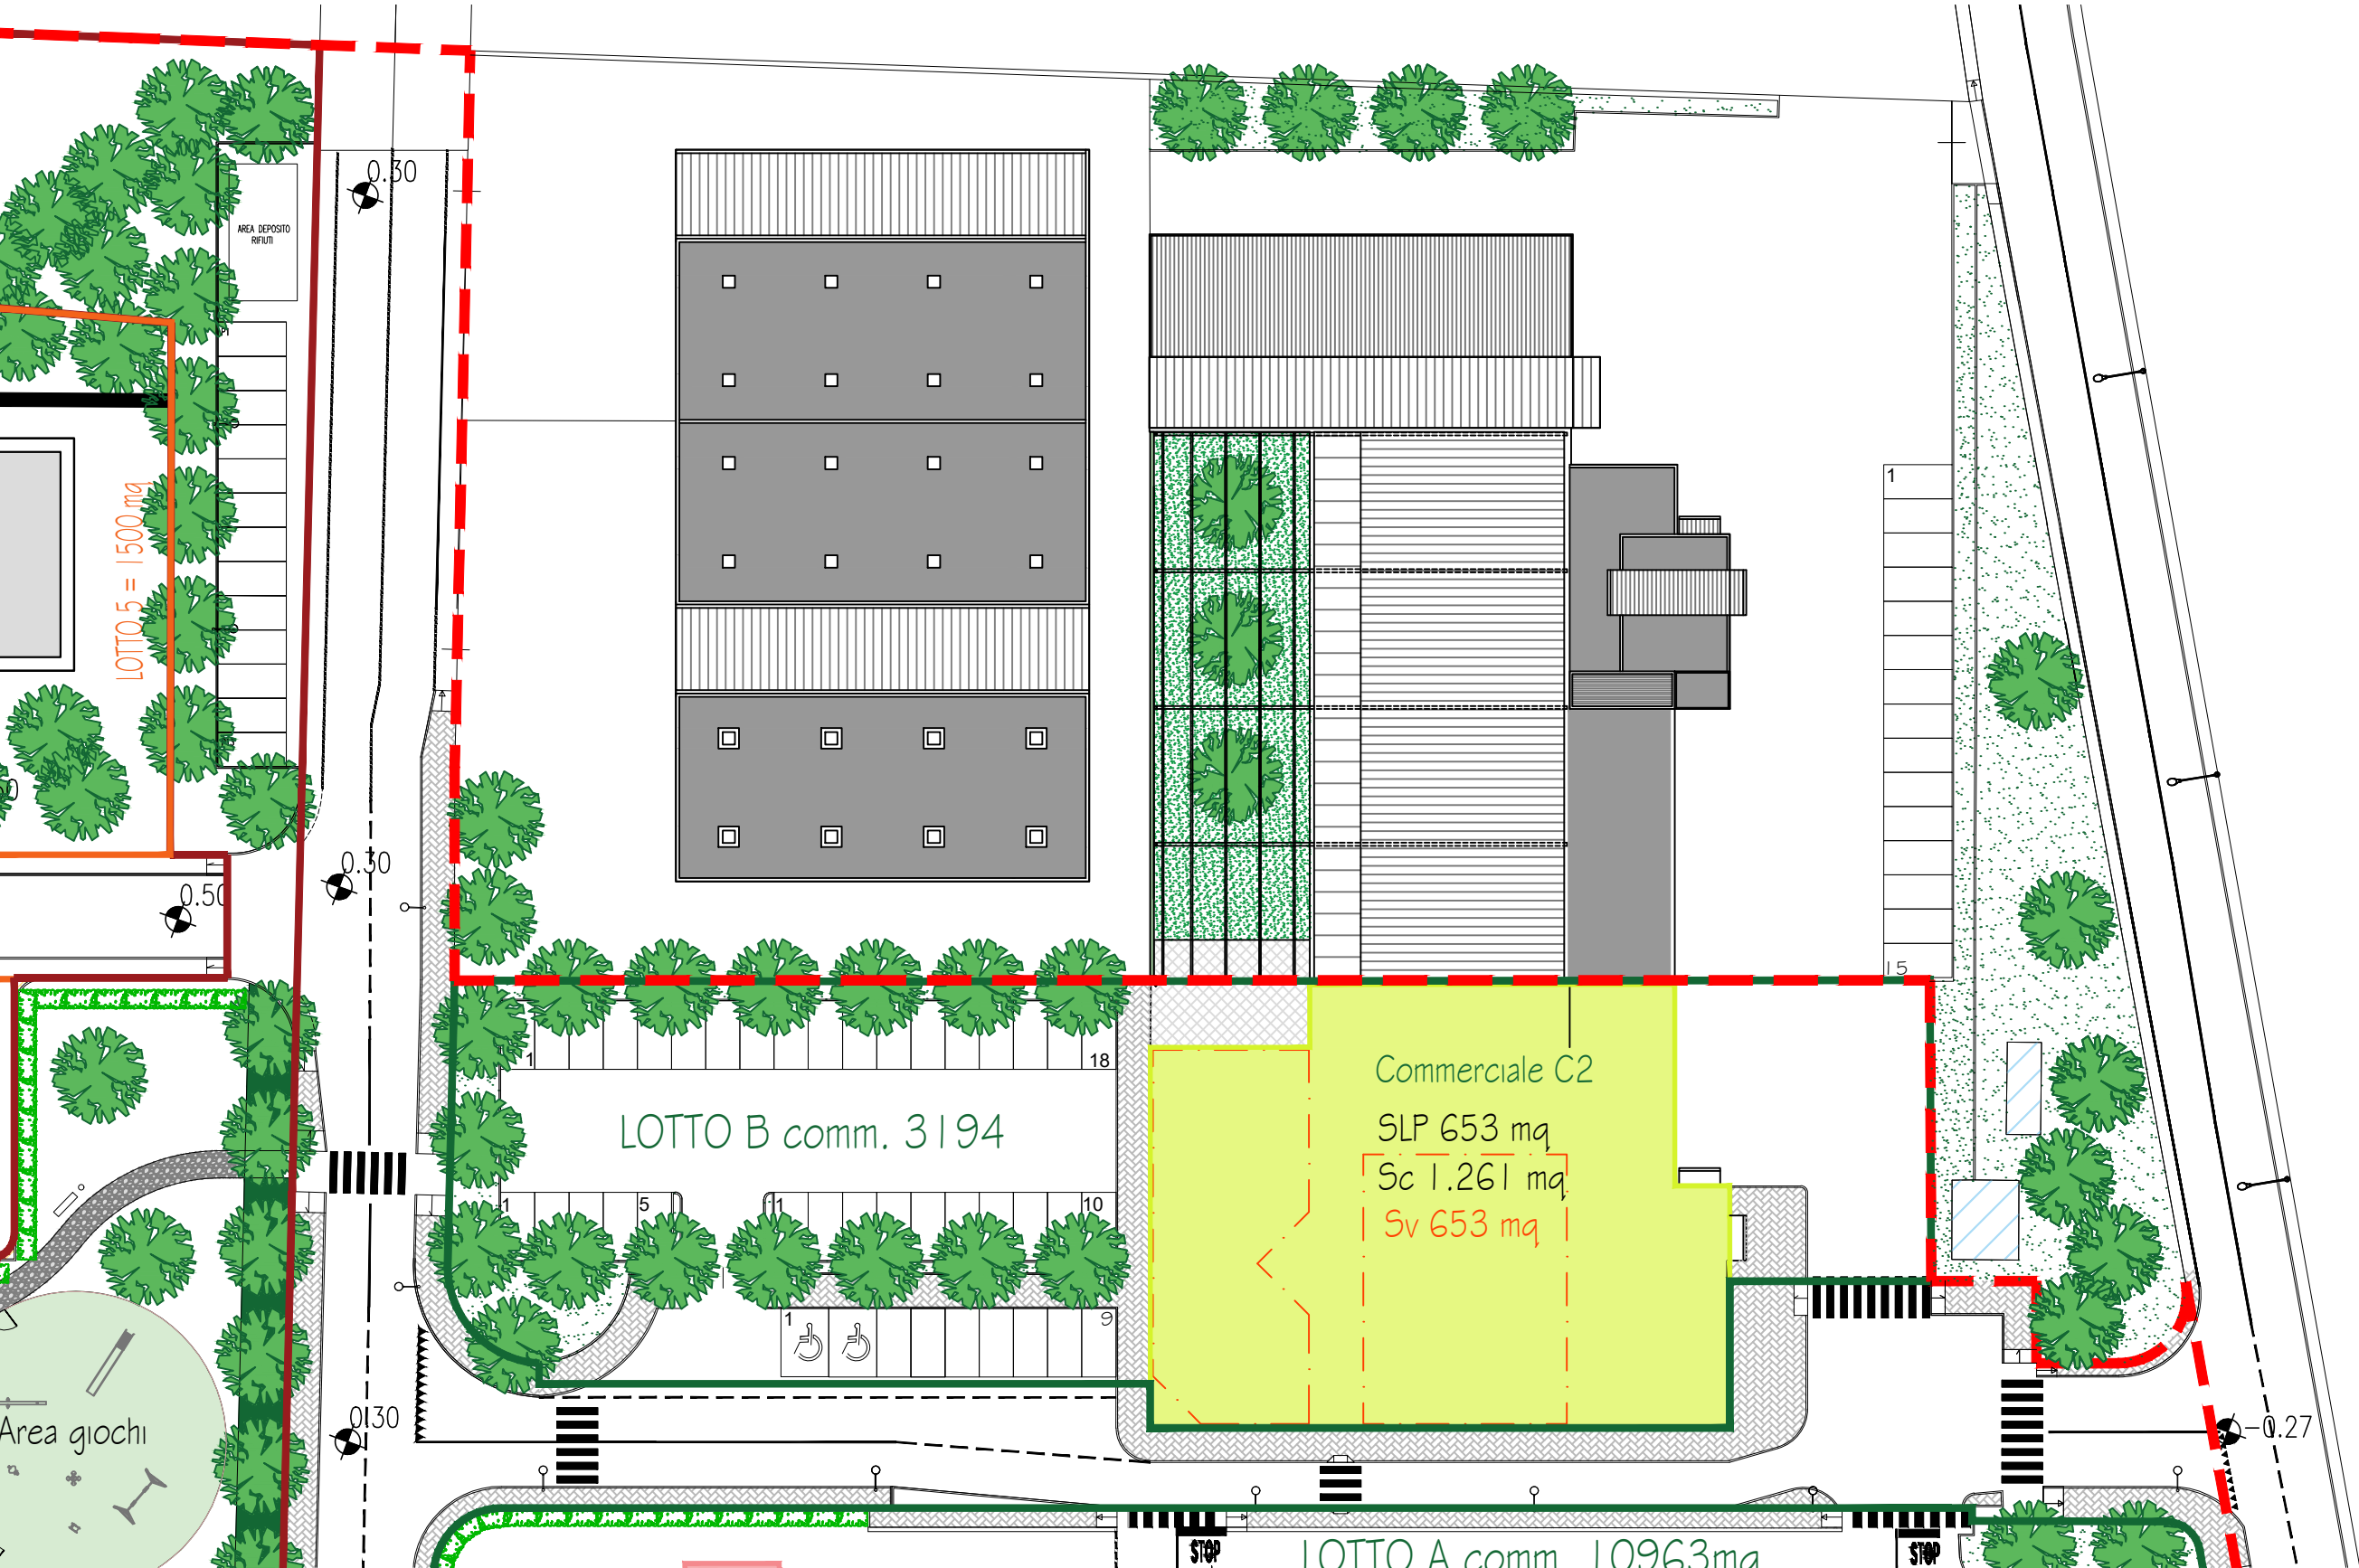 0.30
AREA DEPOSITO
RIFIUTI
1
LOTTO 5 = 1500 mq
0.30
0.50
15
1
18
Commerciale C2
LOTTO B comm. 3194
SLP 653 mq
Sc 1.261 mq
Sv 653 mq
1
5
1
10
1
9
0.30
Area giochi
-0.27
STOP
LOTTO A comm. 10963mq
STOP